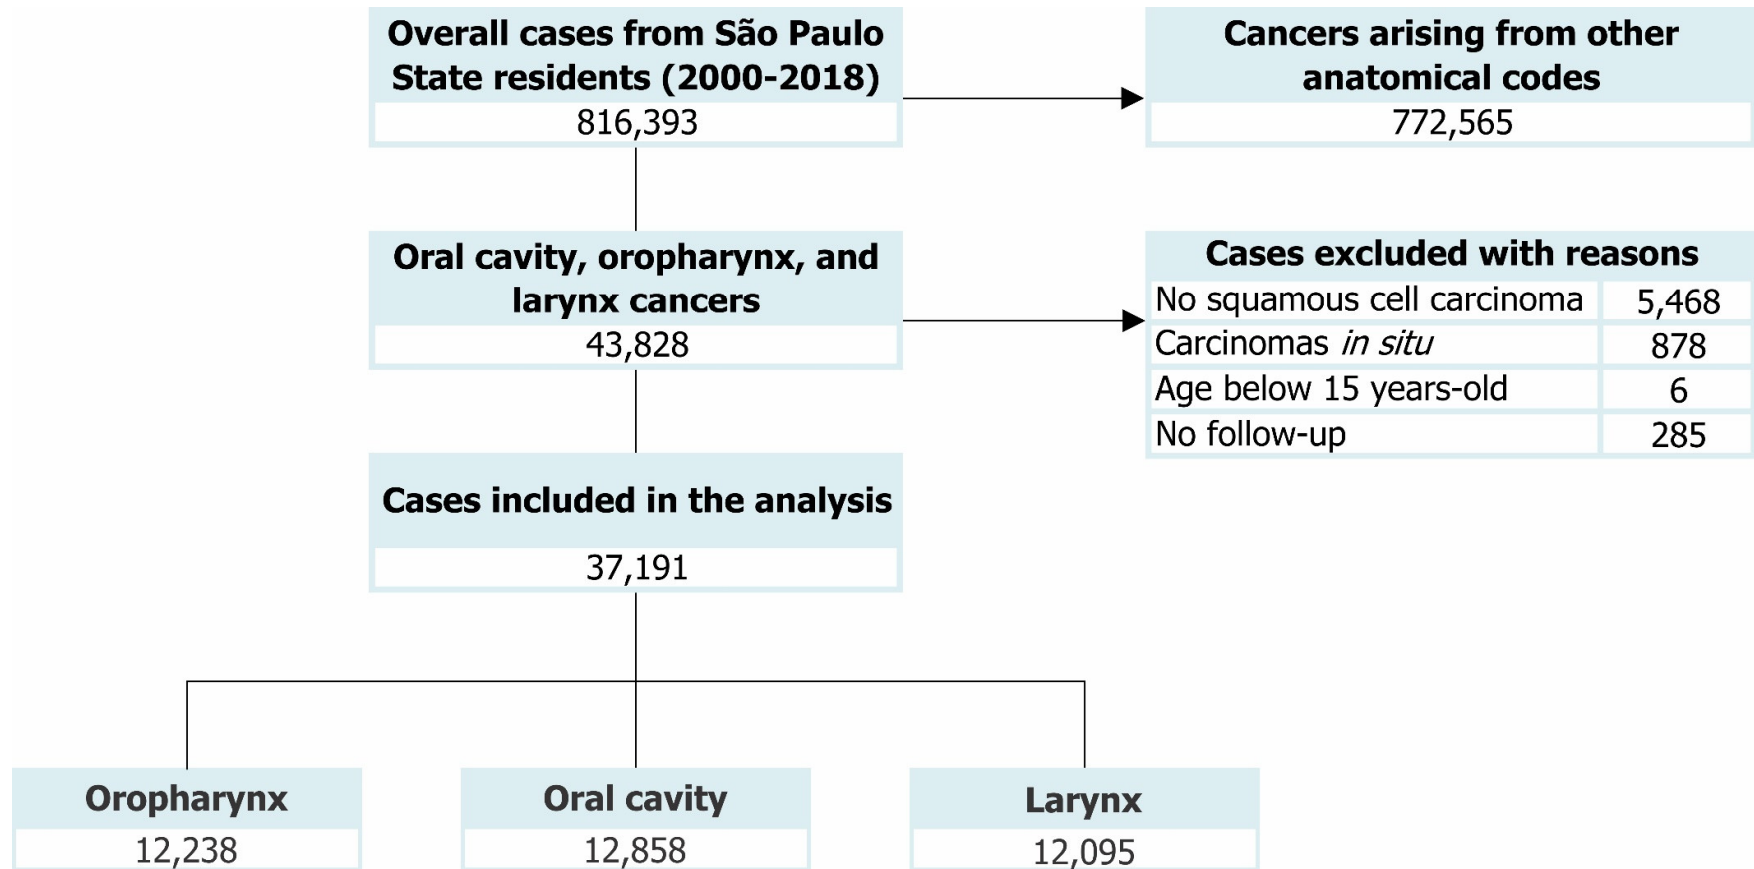 Overall cases from São Paulo
State residents (2000-2018)
816,393
Cancers arising from other
anatomical codes
772,565
Oral cavity, oropharynx, and
larynx cancers
43,828
Cases excluded with reasons
No squamous cell carcinoma 5,468
Carcinomas in situ 878
Age below 15 years-old 6
No follow-up 285
Cases included in the analysis
37,191
Oropharynx
12,238
Oral cavity
12,858
Larynx
12,095